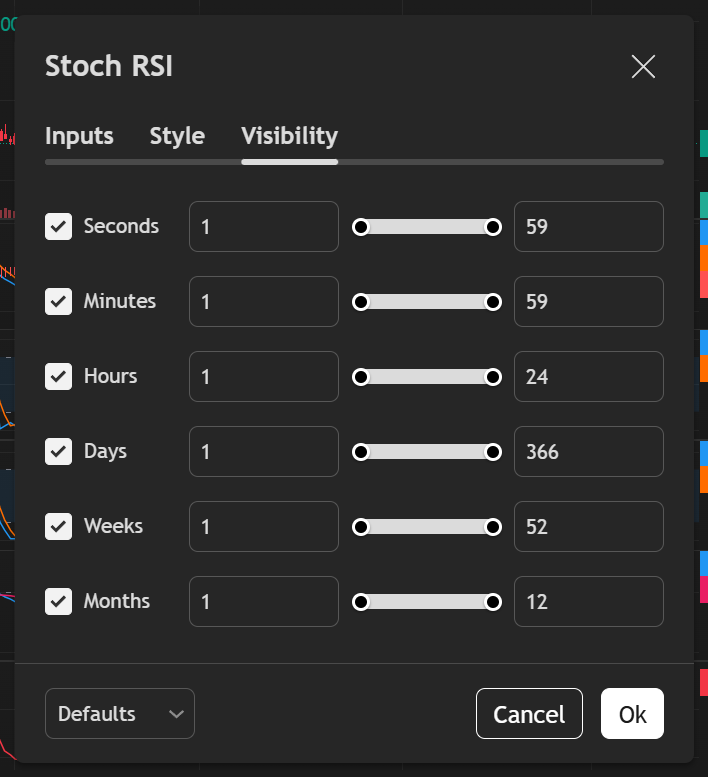 Stoch RSI
Inputs Style Visibility
Seconds 1 59
Minutes 1 59
Hours 1 24
Days 1 366
Weeks 1 52
Months 1 12
Defaults Cancel Ok